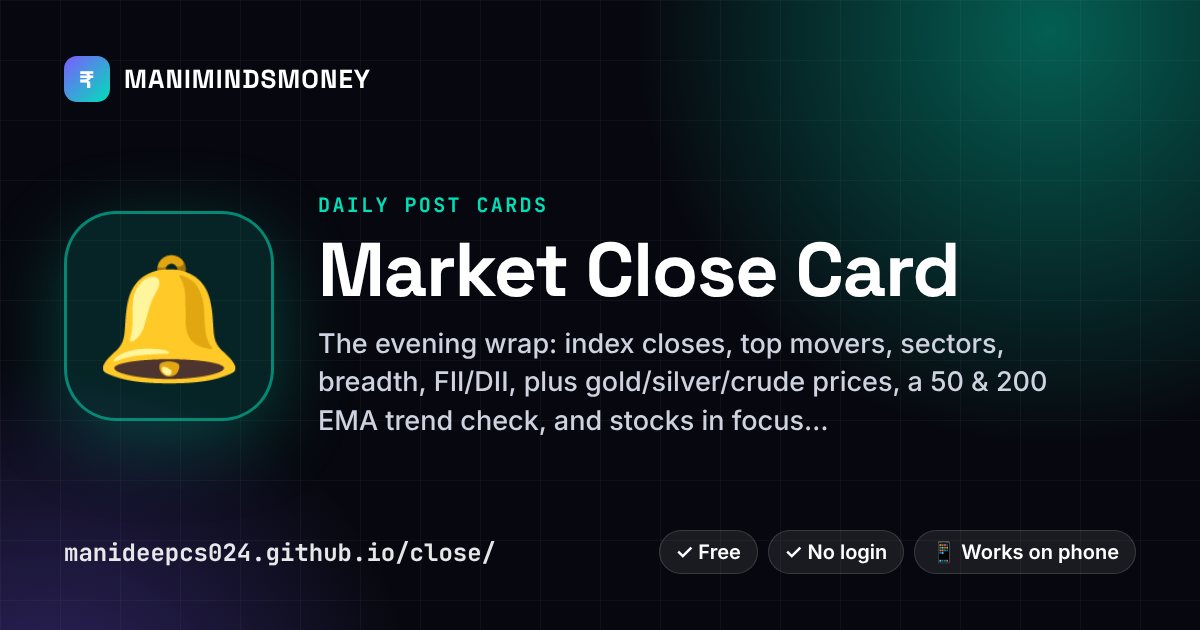 ₹ MANIMINDSMONEY
DAILY POST CARDS
Market Close Card
The evening wrap: index closes, top movers, sectors,
breadth, FII/DII, plus gold/silver/crude prices, a 50 & 200
EMA trend check, and stocks in focus...
manideepcs024.github.io/close/
✓ Free
✓ No login
📱 Works on phone